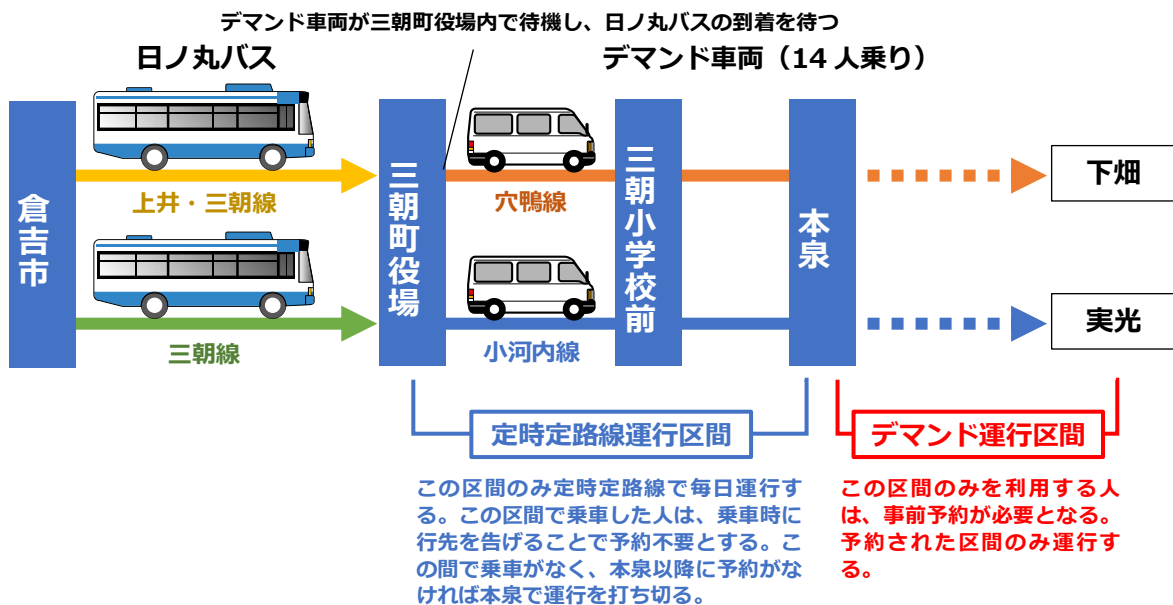 デマンド車両が三朝町役場内で待機し、日ノ丸バスの到着を待つ
日ノ丸バス
デマンド車両（14 人乗り）
倉吉市
上井・三朝線
三朝線
三朝町役場
穴鴨線
小河内線
三朝小学校前
本泉
下畑
実光
定時定路線運行区間
デマンド運行区間
この区間のみ定時定路線で毎日運行す
る。この区間で乗車した人は、乗車時に
行先を告げることで予約不要とする。こ
の間で乗車がなく、本泉以降に予約がな
ければ本泉で運行を打ち切る。
この区間のみを利用する人
は、事前予約が必要となる。
予約された区間のみ運行す
る。